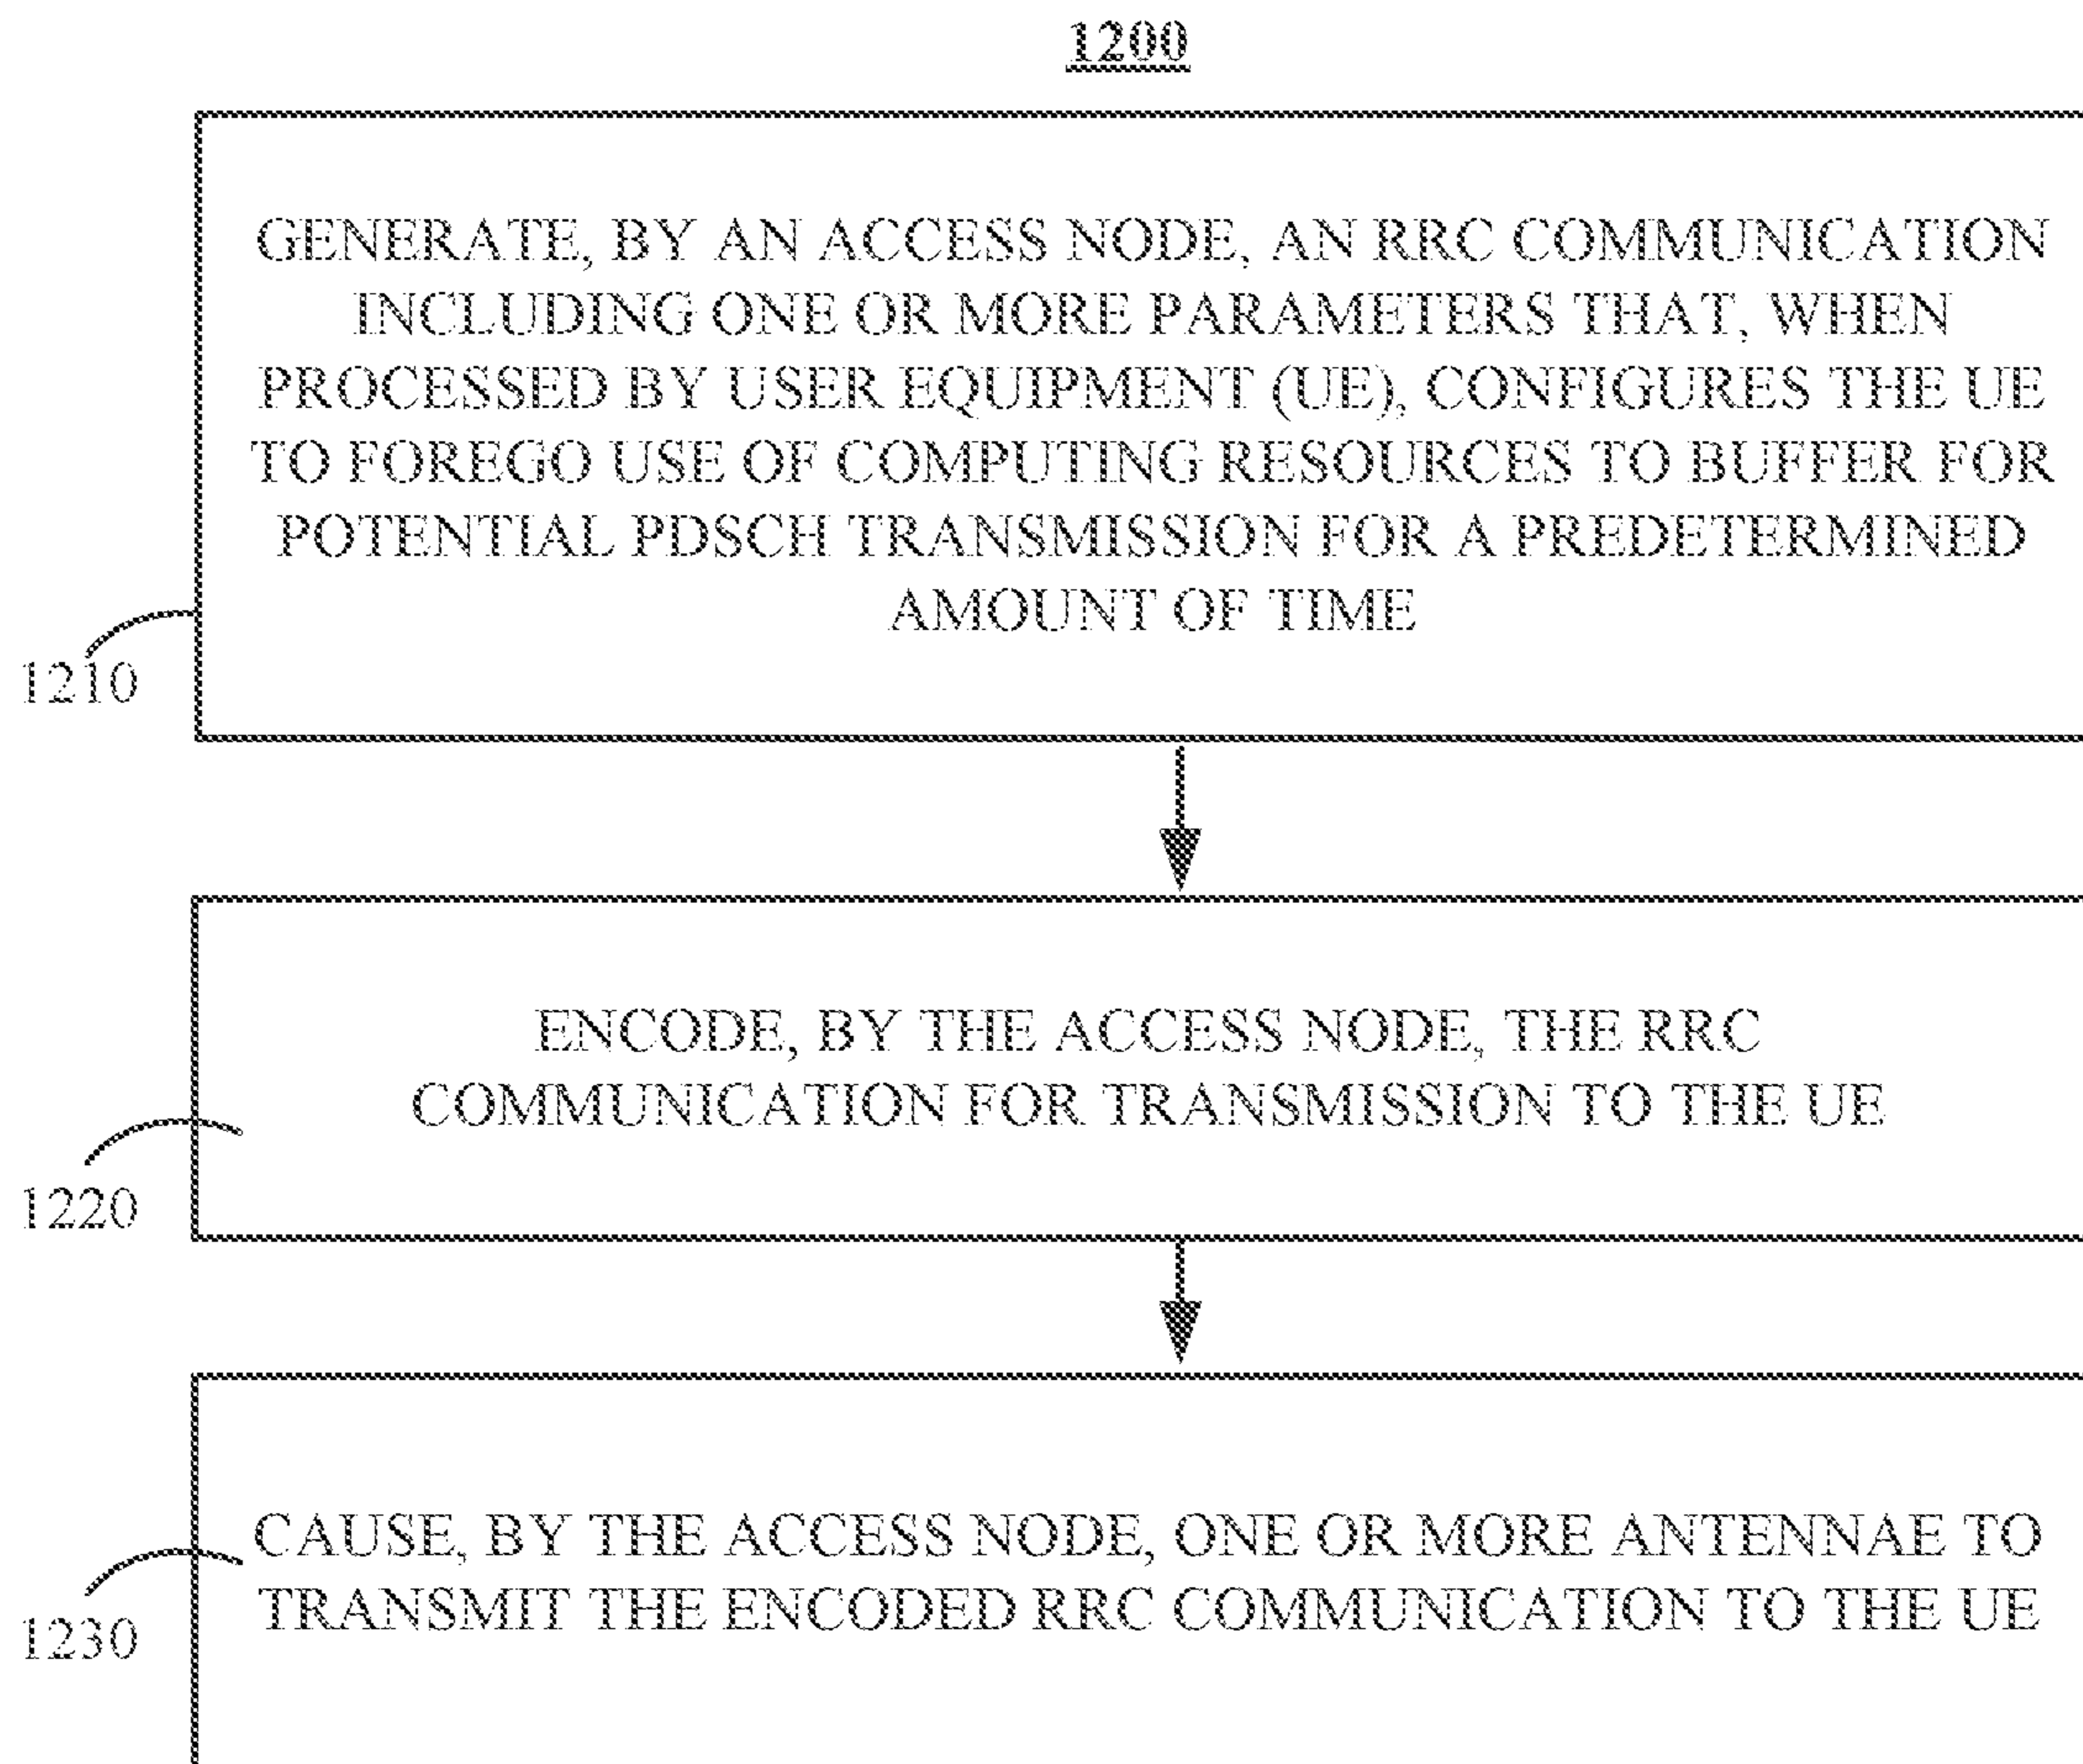 1200
GENERATE, BY AN ACCESS NODE, AN RRC COMMUNICATION
INCLUDING ONE OR MORE PARAMETERS THAT, WHEN
PROCESSED BY USER EQUIPMENT (UE), CONFIGURES THE UE
TO FOREGO USE OF COMPUTING RESOURCES TO BUFFER FOR
POTENTIAL PDSCH TRANSMISSION FOR A PREDETERMINED
AMOUNT OF TIME
1210
ENCODE, BY THE ACCESS NODE, THE RRC
COMMUNICATION FOR TRANSMISSION TO THE UE
1220
CAUSE, BY THE ACCESS NODE, ONE OR MORE ANTENNAE TO
TRANSMIT THE ENCODED RRC COMMUNICATION TO THE UE
1230